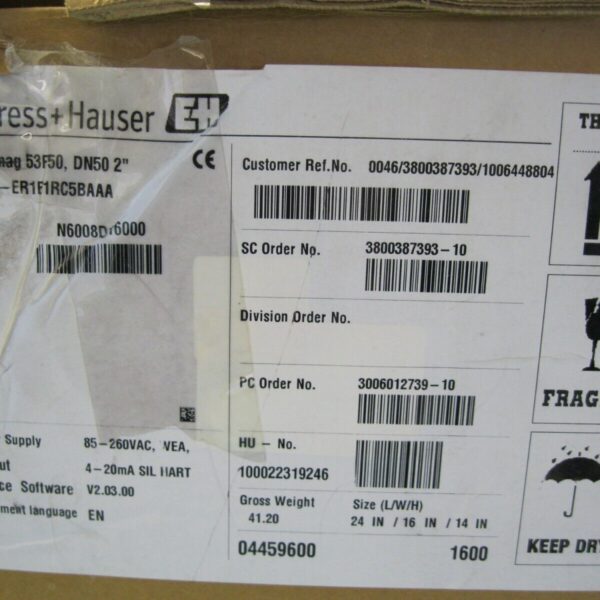 ress+Hauser EH
mag 53F50, DN50 2" CE
-ER1F1RC5BAAA
N6008D16000
Supply 85-260VAC, WEA,
ut 4-20mA SIL HART
ce Software V2.03.00
ment language EN
Customer Ref.No. 0046/3800387393/1006448804
SC Order No. 3800387393-10
Division Order No.
PC Order No. 3006012739-10
HU - No.
100022319246
Gross Weight Size (L/W/H)
41.20 24 IN / 16 IN / 14 IN
04459600 1600
TH
FRAG
KEEP DRY